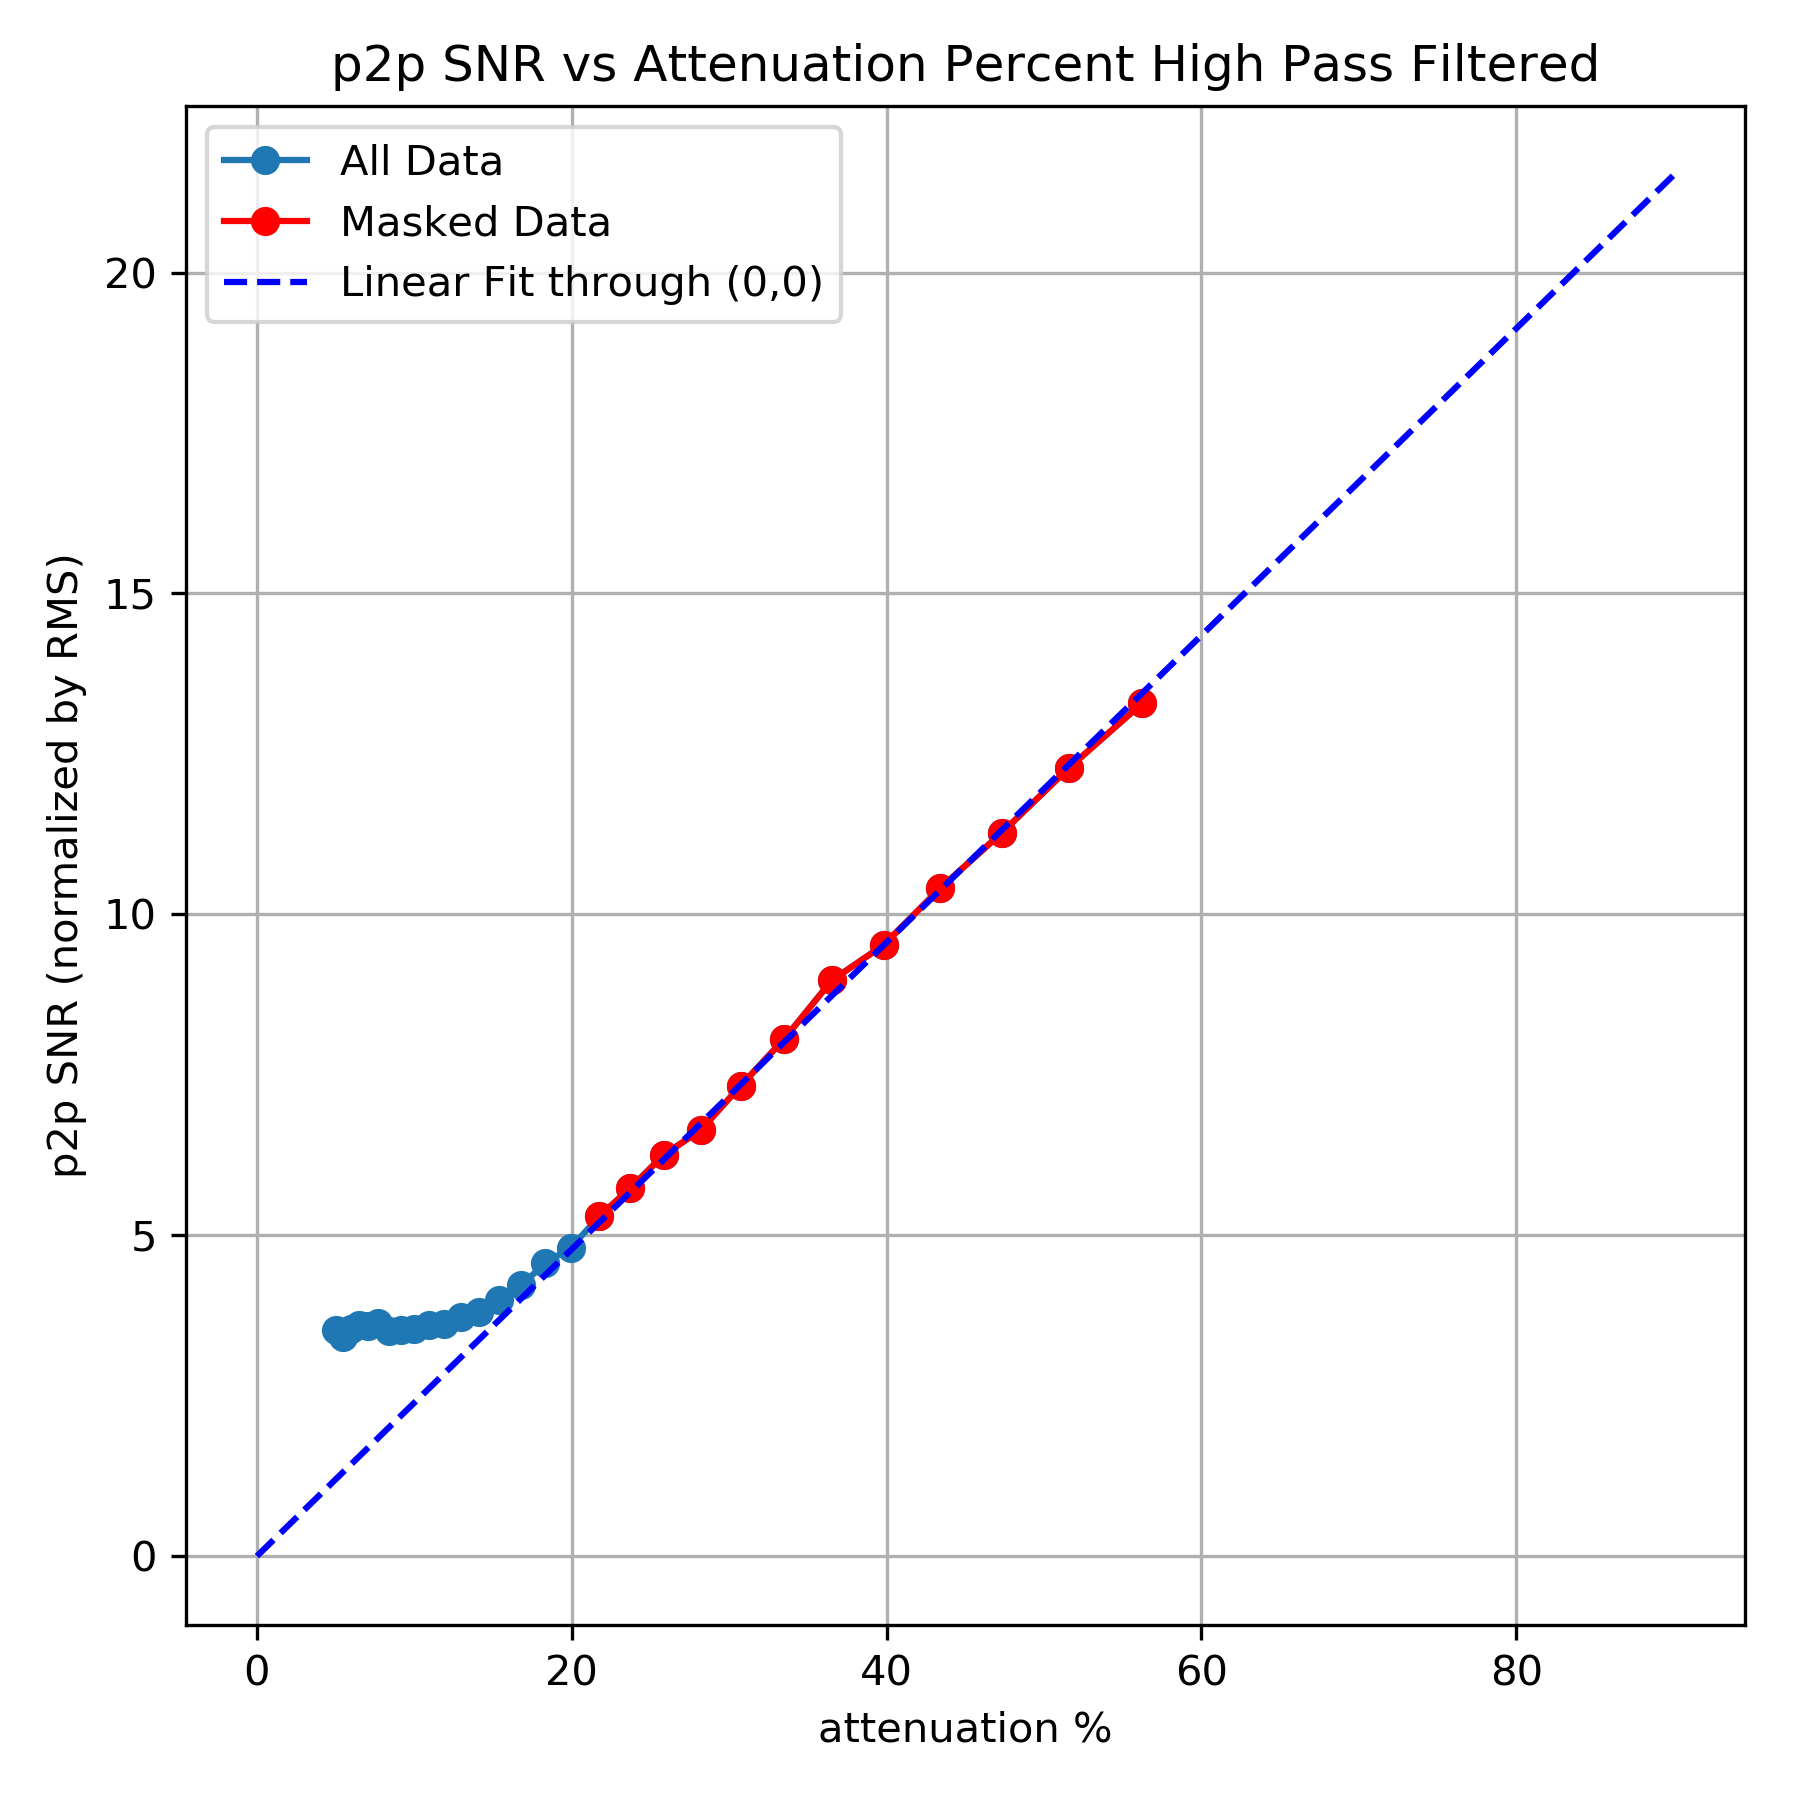 p2p SNR vs Attenuation Percent High Pass Filtered
All Data
Masked Data
Linear Fit through (0,0)
20
15
10
5
0
p2p SNR (normalized by RMS)
0 20 40 60 80
attenuation %